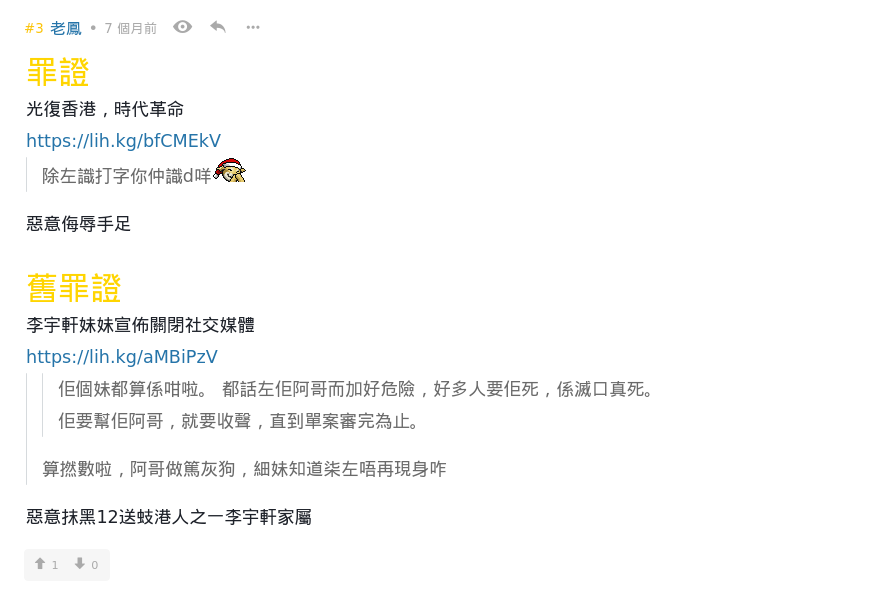 #3 老鳳 • 7 個月前
罪證
光復香港，時代革命
https://lih.kg/bfCMEkV
除左識打字你仲識d咩
惡意侮辱手足
舊罪證
李宇軒妹妹宣佈關閉社交媒體
https://lih.kg/aMBiPzV
佢個妹都算係咁啦。 都話左佢阿哥而加好危險，好多人要佢死，係滅口真死。
佢要幫佢阿哥，就要收聲，直到單案審完為止。
算撚數啦，阿哥做篤灰狗，細妹知道柒左唔再現身咋
惡意抹黑12送蚊港人之一李宇軒家屬
1 0